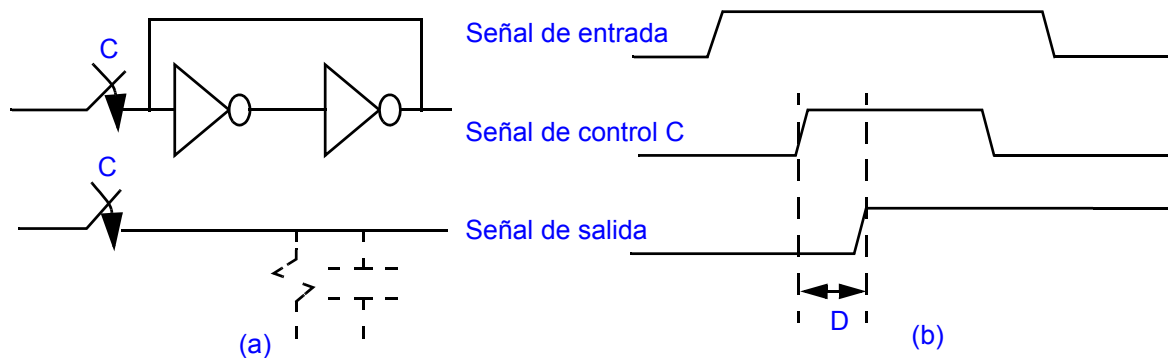 C
Señal de entrada
Señal de control C
C
Señal de salida
D
(a)
(b)